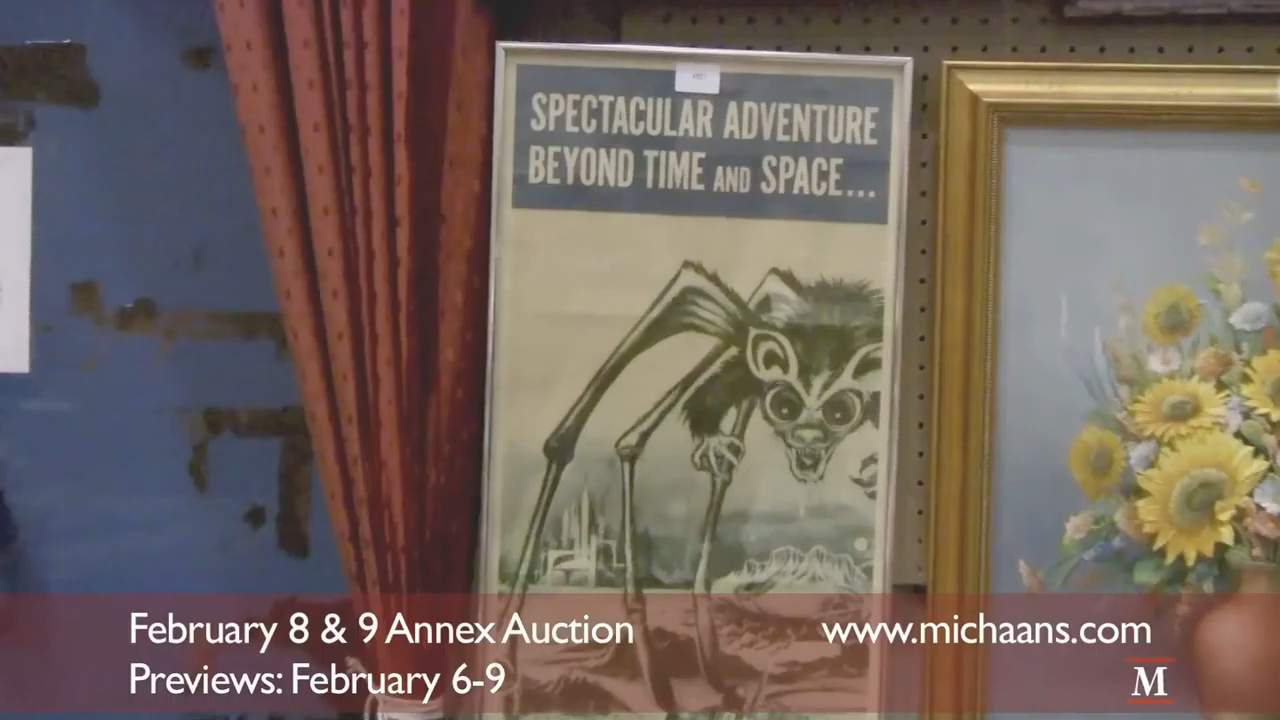 SPECTACULAR ADVENTURE
BEYOND TIME AND SPACE...
February 8 & 9 Annex Auction
Previews: February 6-9
www.michaans.com
M